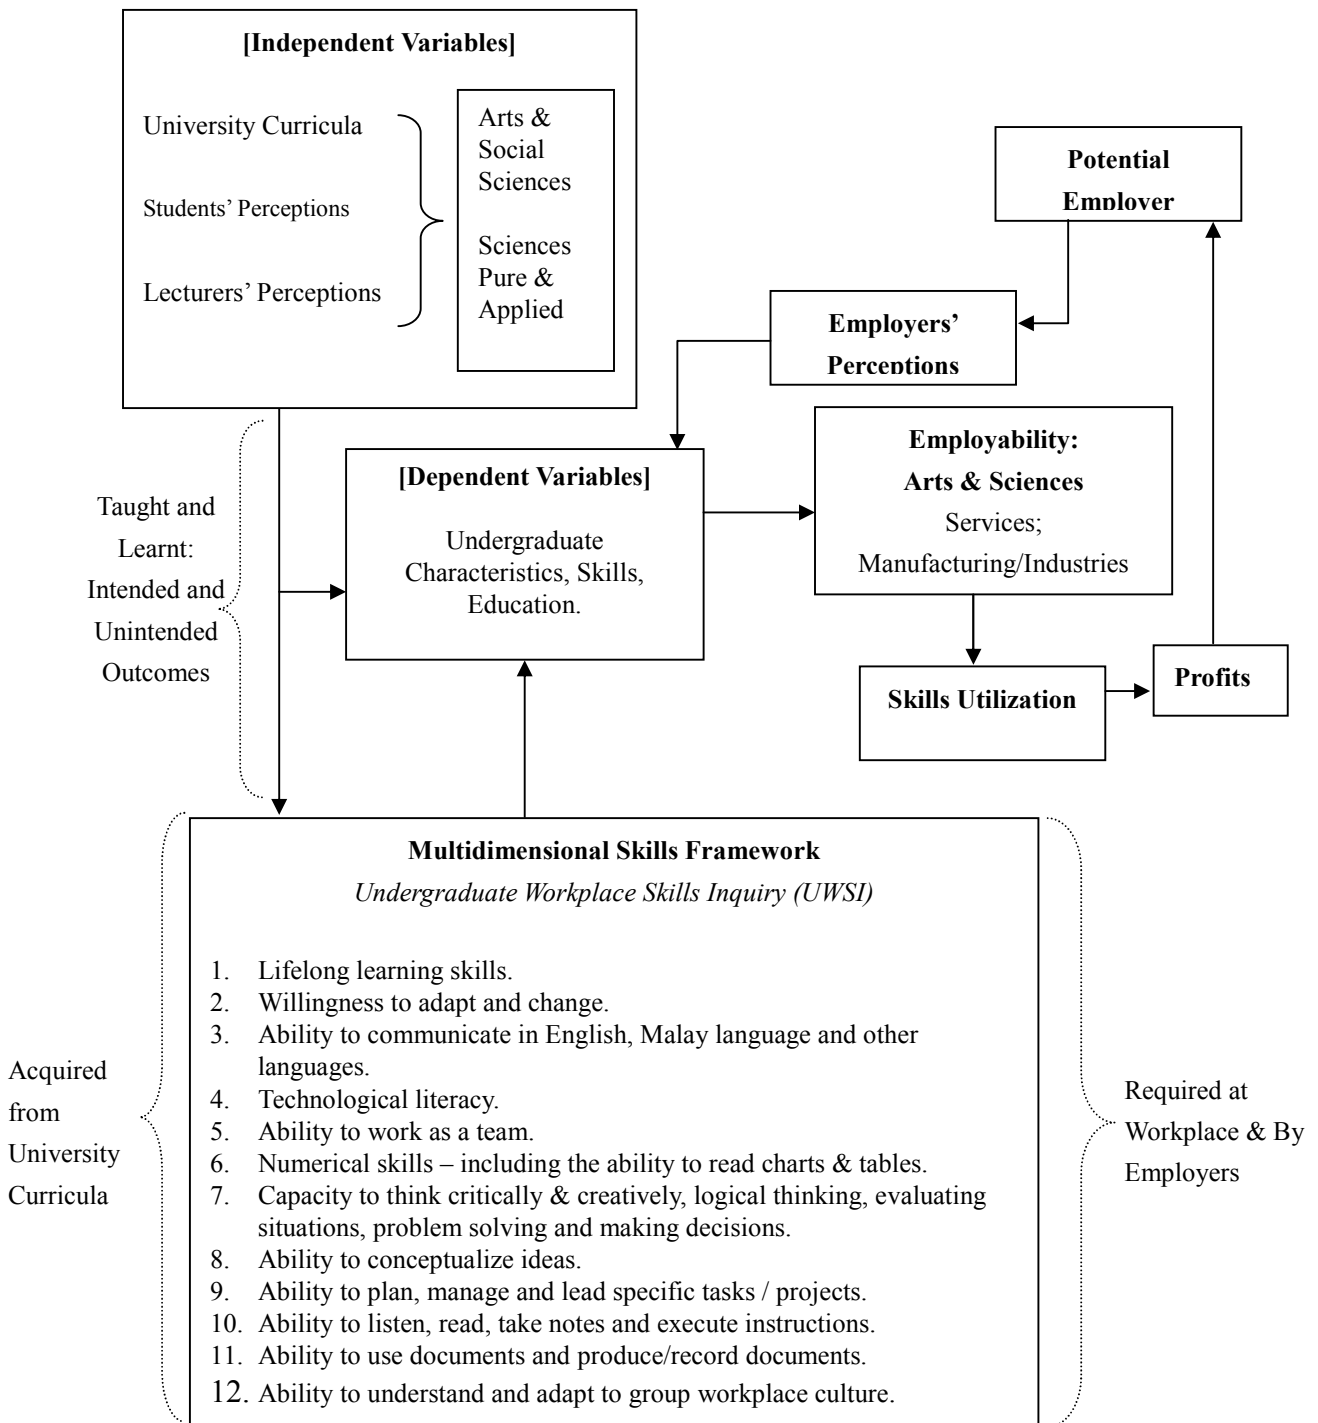 [Independent Variables]
University Curricula
Students’ Perceptions
Lecturers’ Perceptions
Arts &
Social
Sciences
Sciences
Pure &
Applied
Potential
Employer
Employers’
Perceptions
Employability:
Arts & Sciences
Services;
Manufacturing/Industries
[Dependent Variables]
Undergraduate
Characteristics, Skills,
Education.
Taught and
Learnt:
Intended and
Unintended
Outcomes
Skills Utilization
Profits
Multidimensional Skills Framework
Undergraduate Workplace Skills Inquiry (UWSI)
1. Lifelong learning skills.
2. Willingness to adapt and change.
3. Ability to communicate in English, Malay language and other
languages.
4. Technological literacy.
5. Ability to work as a team.
6. Numerical skills – including the ability to read charts & tables.
7. Capacity to think critically & creatively, logical thinking, evaluating
situations, problem solving and making decisions.
8. Ability to conceptualize ideas.
9. Ability to plan, manage and lead specific tasks / projects.
10. Ability to listen, read, take notes and execute instructions.
11. Ability to use documents and produce/record documents.
12. Ability to understand and adapt to group workplace culture.
Acquired
from
University
Curricula
Required at
Workplace & By
Employers